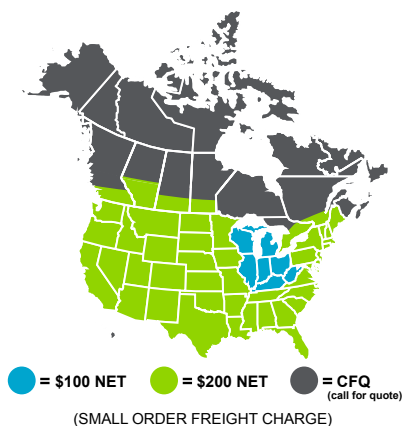 = $100 NET = $200 NET = CFQ
(call for quote)
(SMALL ORDER FREIGHT CHARGE)